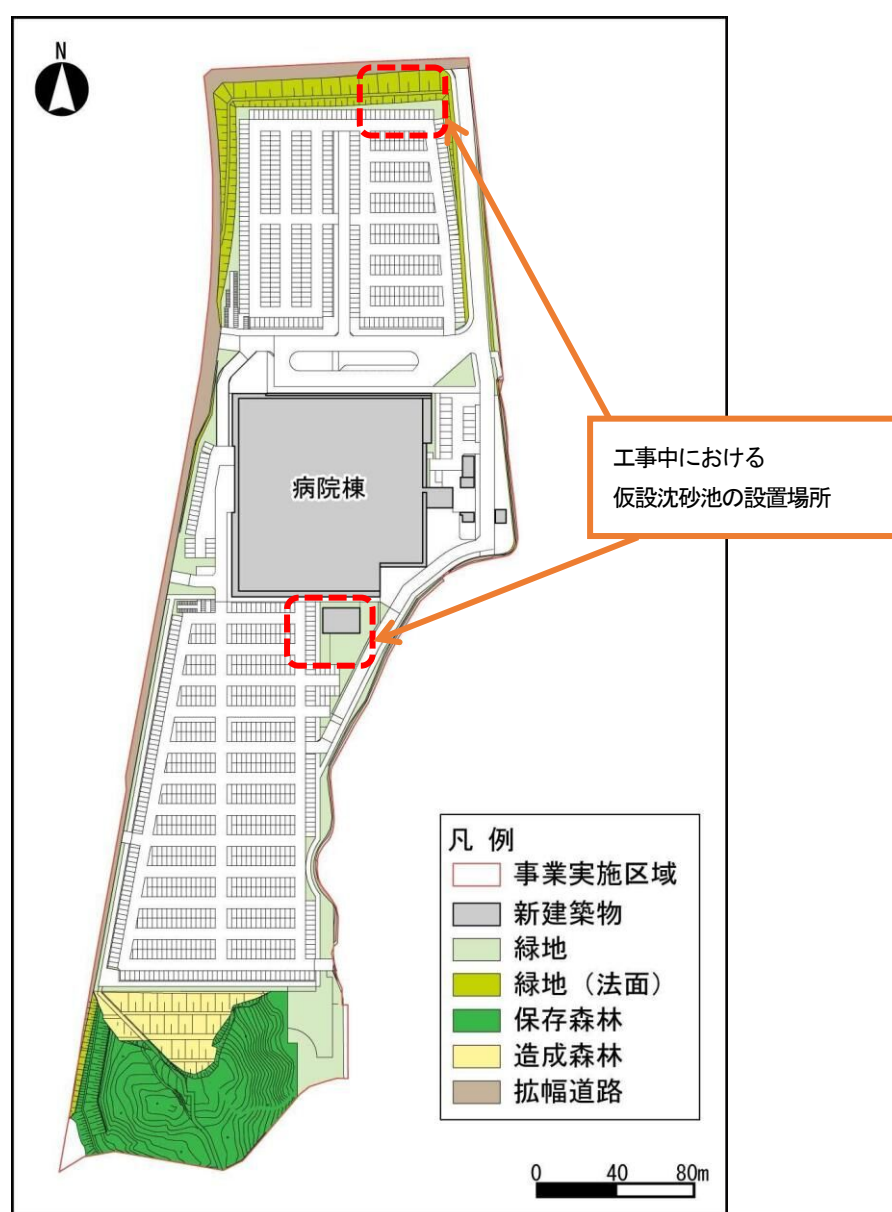 N
病院棟
工事中における
仮設沈砂池の設置場所
凡 例
事業実施区域
新建築物
緑地
緑地（法面）
保存森林
造成森林
拡幅道路
0 40 80m